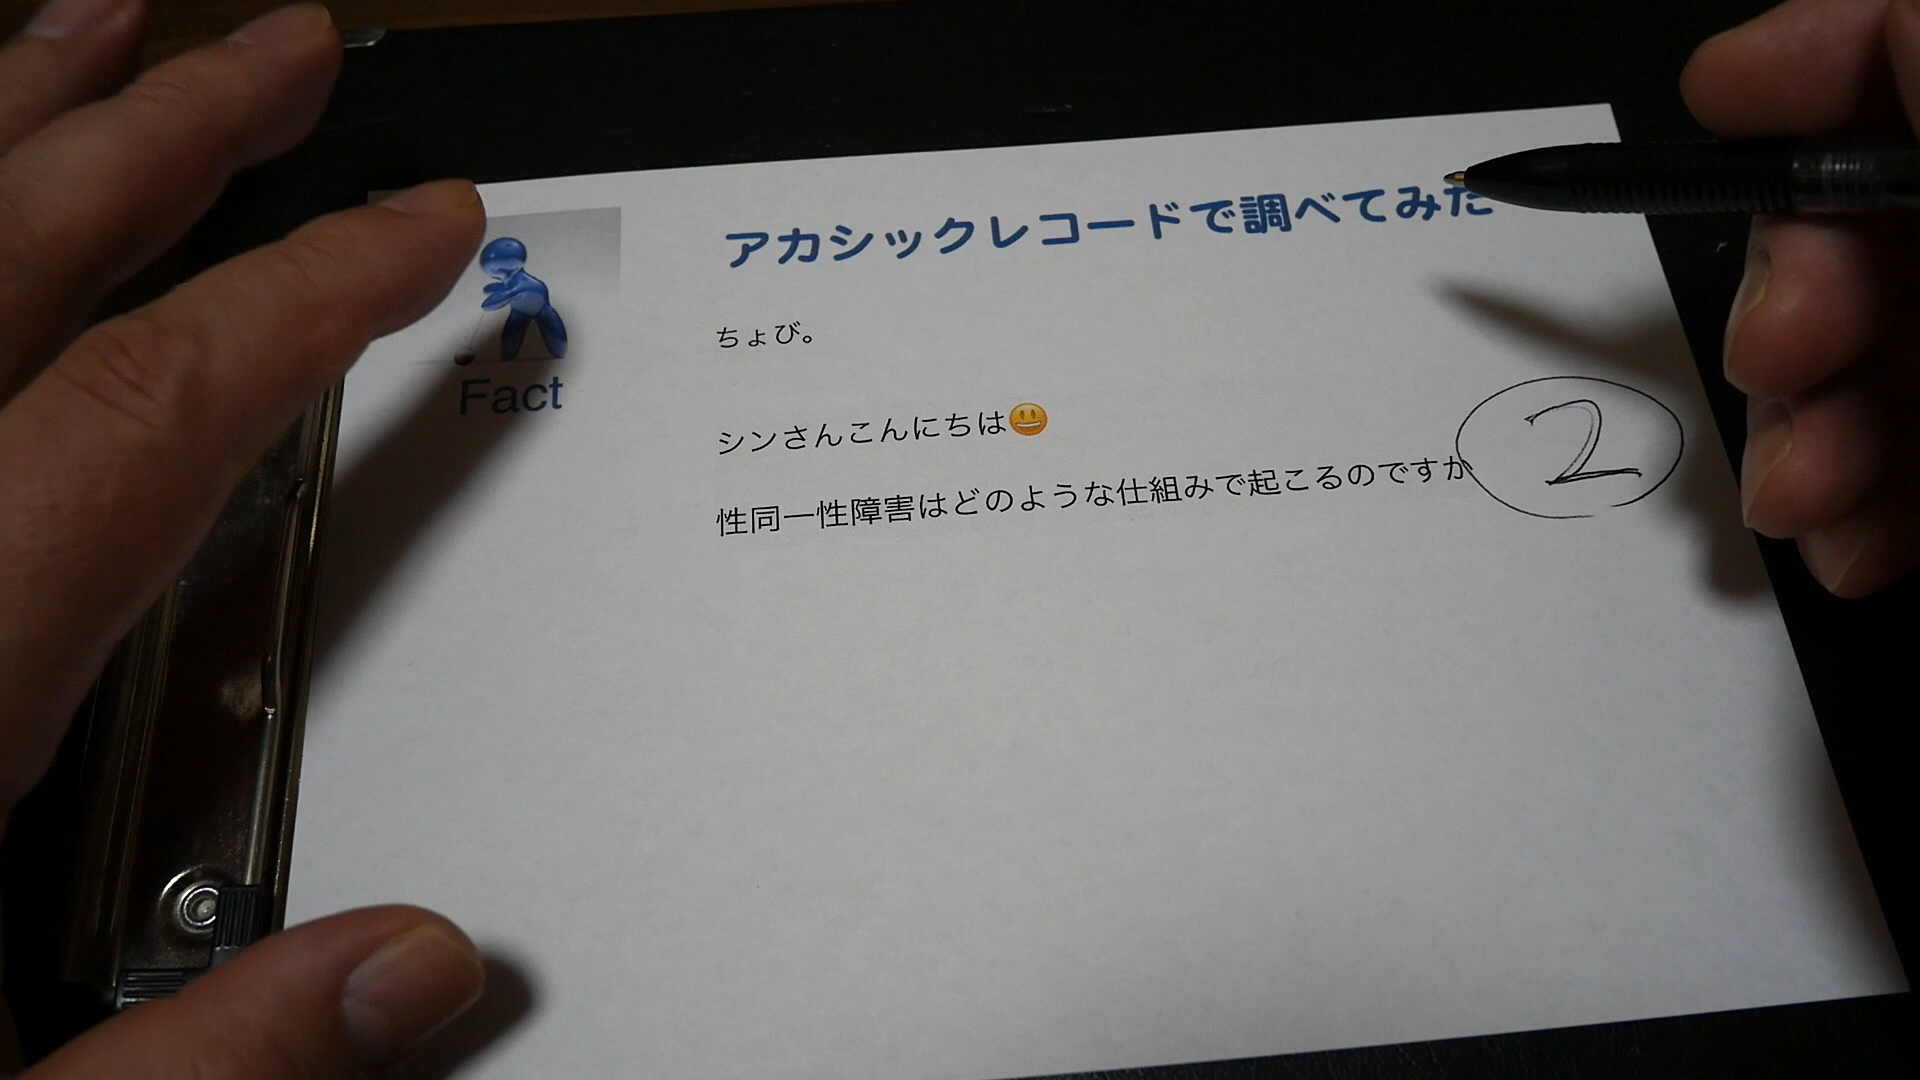 アカシックレコードで調べてみた
Fact
ちょび。
シンさんこんにちは😃
性同一性障害はどのような仕組みで起こるのですか
2